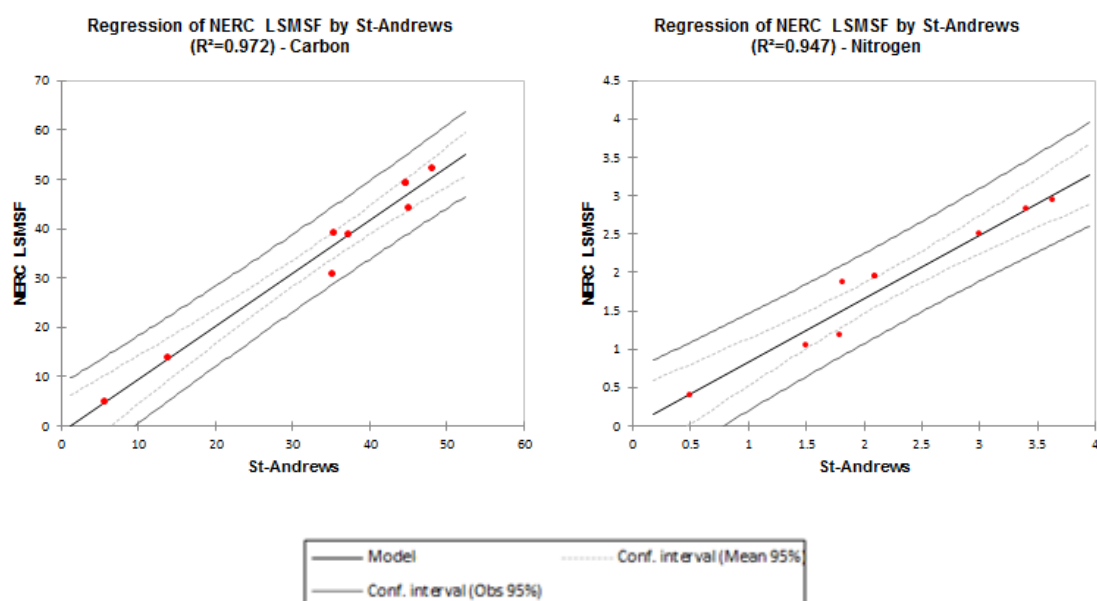 Regression of NERC LSMSF by St-Andrews
(R²=0.972) - Carbon
70
60
50
40
30
20
10
0
NERC LSMSF
0 10 20 30 40 50 60
St-Andrews
Regression of NERC LSMSF by St-Andrews
(R²=0.947) - Nitrogen
4.5
4
3.5
3
2.5
2
1.5
1
0.5
0
NERC LSMSF
0 0.5 1 1.5 2 2.5 3 3.5 4
St-Andrews
Model Conf. interval (Mean 95%)
Conf. interval (Obs 95%)